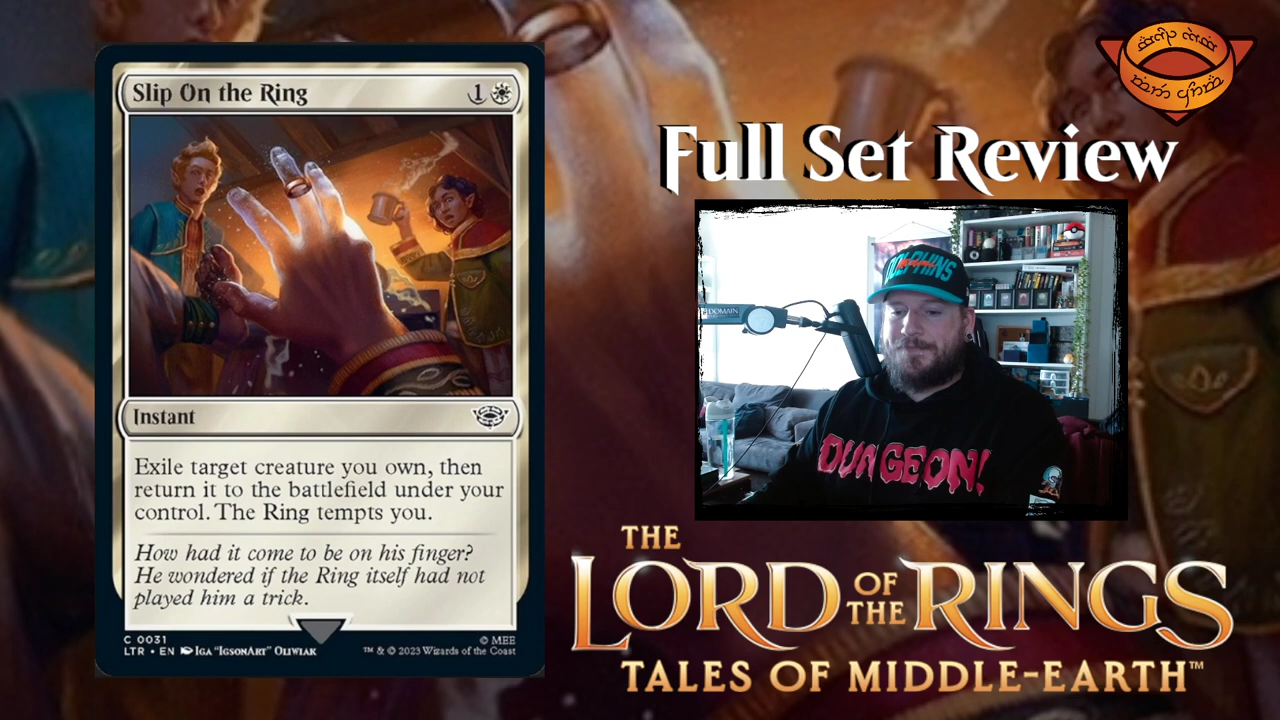 Slip On the Ring 1
Instant
Exile target creature you own, then
return it to the battlefield under your
control. The Ring tempts you.
How had it come to be on his finger?
He wondered if the Ring itself had not
played him a trick.
C 0031
LTR • EN IGA "IGSONART" OLIWIAK
© MEE
™ & © 2023 Wizards of the Coast
Full Set Review
DOLPHINS
DOMAIN
DUNGEON!
THE
LORD OF THE RINGS
TALES OF MIDDLE-EARTH™